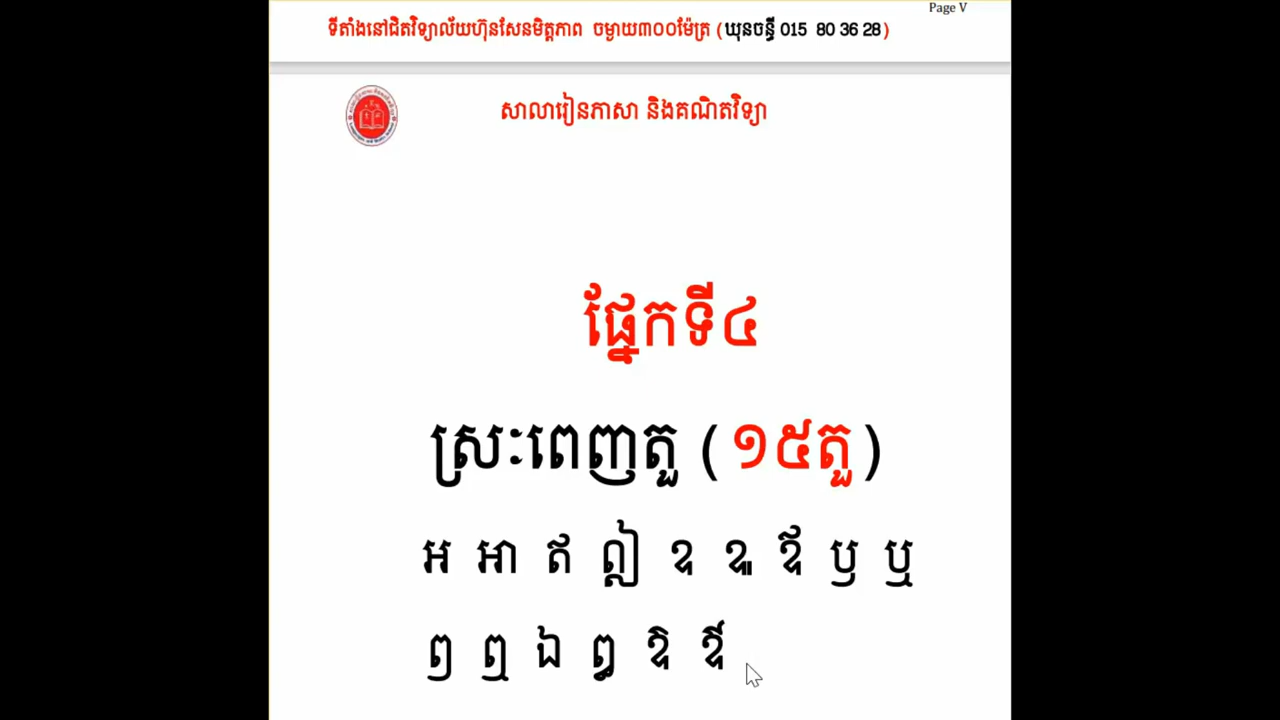 Page V
ទីតាំងនៅជិតវិទ្យាល័យហ៊ុនសែនមិត្តភាព ចម្ងាយ៣០០ម៉ែត្រ (ឃុនចន្ធី 015 80 36 28)
សាលារៀនភាសា និងគណិតវិទ្យា
ផ្នែកទី៤
ស្រៈពេញតួ (១៥តួ)
អ អា ឥ ឦ ឧ ឩ ឪ ឫ ឬ
ឭ ឮ ឯ ឰ ឱ ឳ